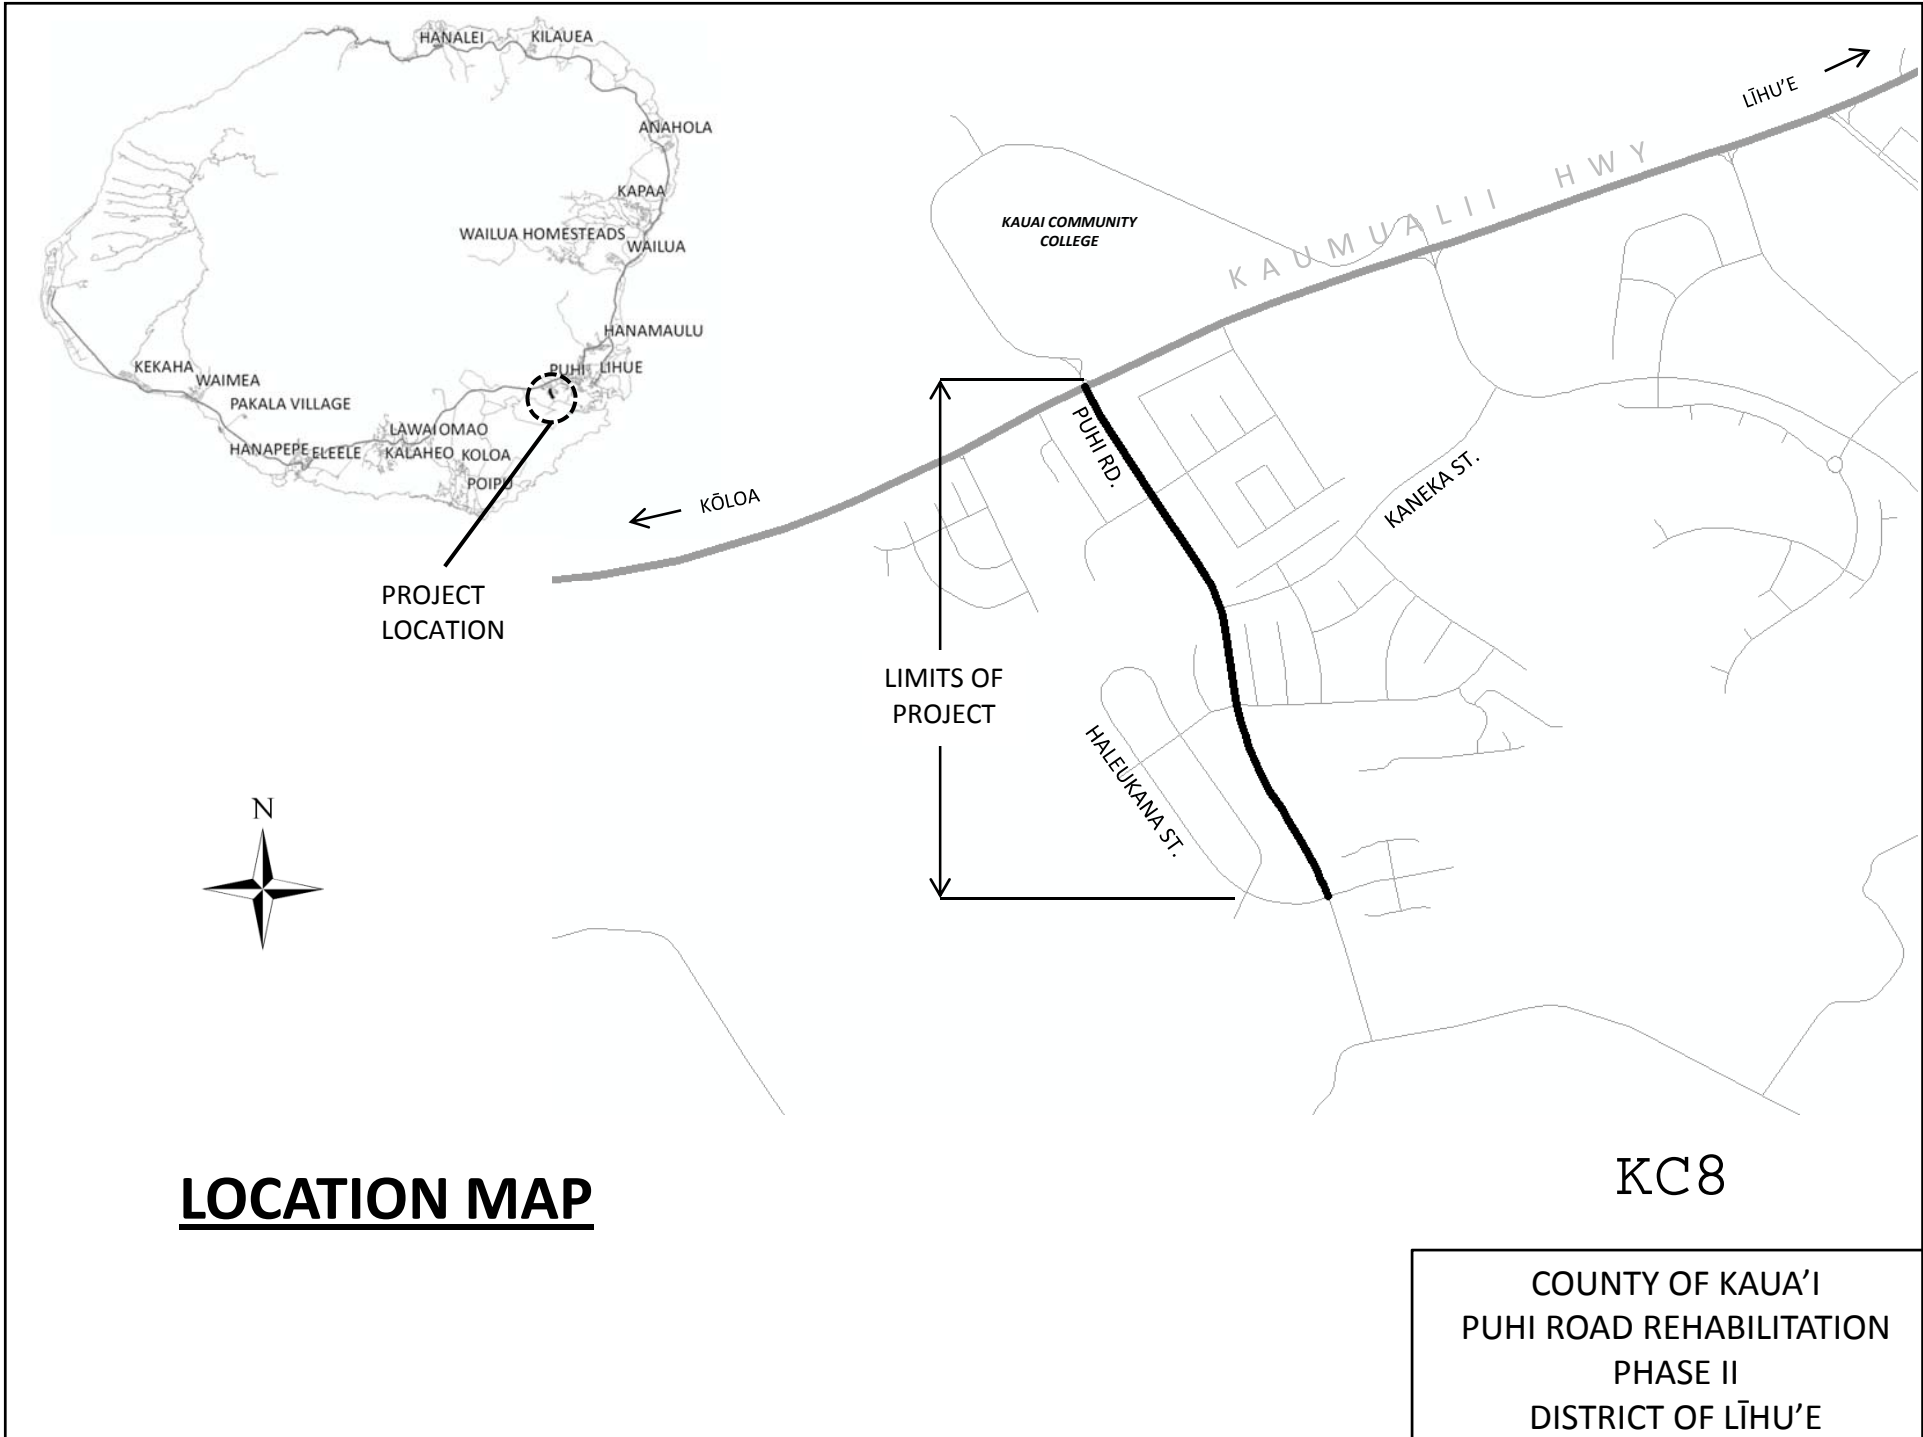 HANALEI
KILAUEA
ANAHOLA
KAPAA
WAILUA HOMESTEADS
WAILUA
HANAMAULU
PUHI
LIHUE
KEKAHA
WAIMEA
PAKALA VILLAGE
HANAPEPE
ELEELE
LAWAI
OMAO
KALAHEO
KOLOA
POIPU
PROJECT
LOCATION
LĪHU’E
KAUMUALII HWY
KAUAI COMMUNITY
COLLEGE
KŌLOA
PUHI RD.
KANEKA ST.
LIMITS OF
PROJECT
HALEUKANA ST.
N
LOCATION MAP
KC8
COUNTY OF KAUA’I
PUHI ROAD REHABILITATION
PHASE II
DISTRICT OF LĪHU’E